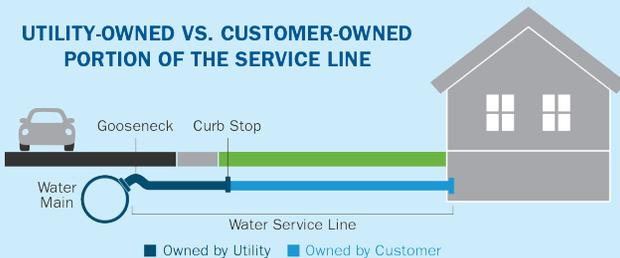 UTILITY-OWNED VS. CUSTOMER-OWNED
PORTION OF THE SERVICE LINE
Gooseneck
Curb Stop
Water
Main
Water Service Line
Owned by Utility
Owned by Customer